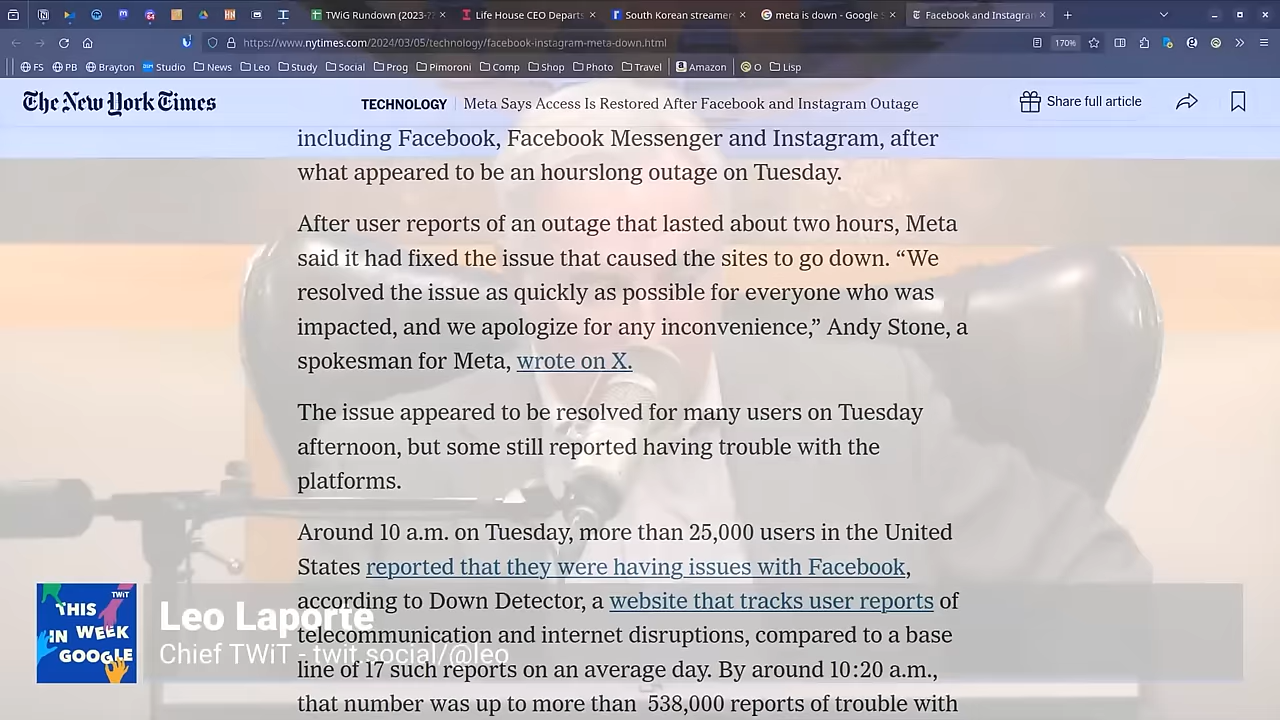 TWiG Rundown (2023-
Life House CEO Departs
South Korean streamer
meta is down - Google S
Facebook and Instagram
https://www.nytimes.com/2024/03/05/technology/facebook-instagram-meta-down.html
170%
FS
PB
Brayton
Studio
News
Leo
Study
Social
Prog
Pimoroni
Comp
Shop
Photo
Travel
Amazon
O
Lisp
The New York Times
TECHNOLOGY
Meta Says Access Is Restored After Facebook and Instagram Outage
Share full article
including Facebook, Facebook Messenger and Instagram, after
what appeared to be an hourslong outage on Tuesday.
After user reports of an outage that lasted about two hours, Meta
said it had fixed the issue that caused the sites to go down. “We
resolved the issue as quickly as possible for everyone who was
impacted, and we apologize for any inconvenience,” Andy Stone, a
spokesman for Meta, wrote on X.
The issue appeared to be resolved for many users on Tuesday
afternoon, but some still reported having trouble with the
platforms.
Around 10 a.m. on Tuesday, more than 25,000 users in the United
States reported that they were having issues with Facebook,
according to Down Detector, a website that tracks user reports of
telecommunication and internet disruptions, compared to a base
line of 17 such reports on an average day. By around 10:20 a.m.,
that number was up to more than 538,000 reports of trouble with
TWiT
THIS
IN WEEK
GOOGLE
Leo Laporte
Chief TWiT - twit.social/@leo